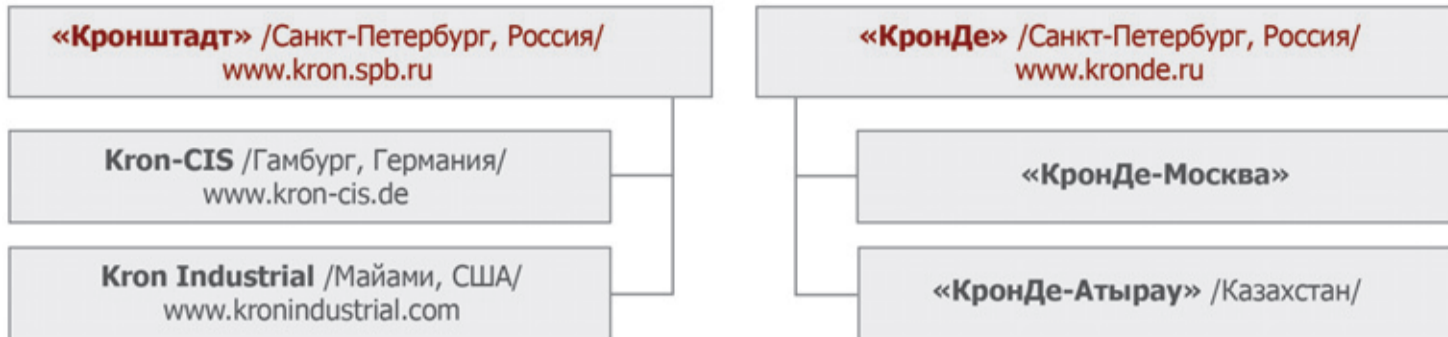 «Кронштадт» /Санкт-Петербург, Россия/
www.kron.spb.ru
Kron-CIS /Гамбург, Германия/
www.kron-cis.de
Kron Industrial /Майами, США/
www.kronindustrial.com
«КронДе» /Санкт-Петербург, Россия/
www.kronde.ru
«КронДе-Москва»
«КронДе-Атырау» /Казахстан/